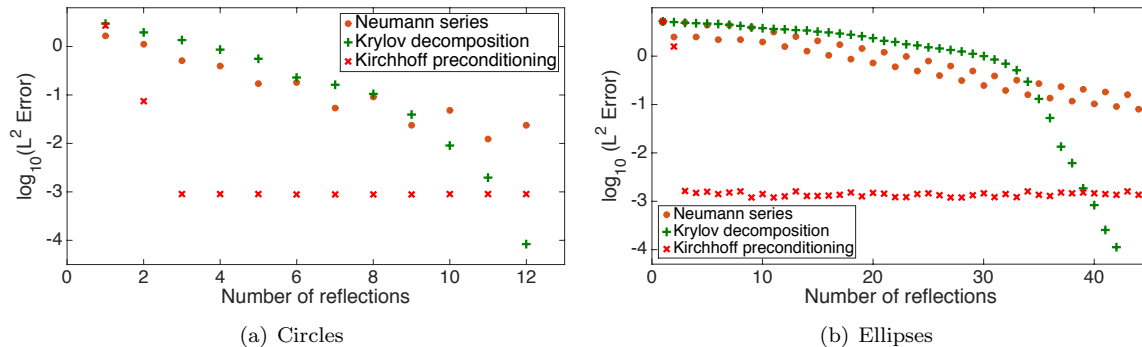 0.0
-1
-2
-3
-4
0
2
4
6
8
10
12
log10(L2 Error)
Number of reflections
Neumann series
Krylov decomposition
Kirchhoff preconditioning
(a) Circles
0.0
-1
-2
-3
-4
0
10
20
30
40
log10(L2 Error)
Number of reflections
Neumann series
Krylov decomposition
Kirchhoff preconditioning
(b) Ellipses